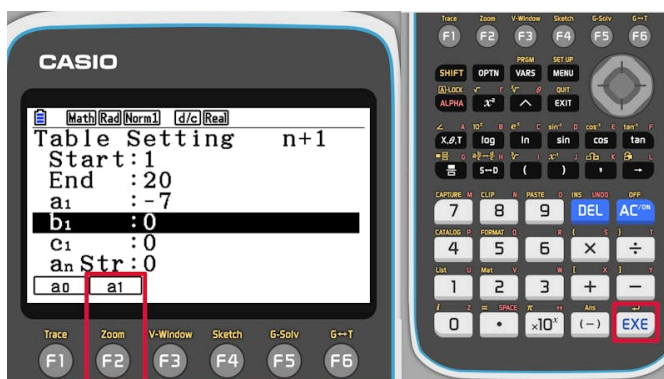 CASIO
Math Rad Norm1 d/c Real
Table Setting n+1
Start:1
End :20
a1 :-7
b1 :0
c1 :0
an Str:0
a0 a1
Trace Zoom V-Window Sketch G-Solv G↔T
F1 F2 F3 F4 F5 F6
Trace Zoom V-Window Sketch G-Solv G↔T
F1 F2 F3 F4 F5 F6
PRGM SET UP
SHIFT OPTN VARS MENU
A-LOCK QUIT
ALPHA x² ^ EXIT
X,θ,T log ln sin cos tan
S↔D ( ) , →
CAPTURE M CLIP N PASTE O INS UNDO OFF
7 8 9 DEL AC/ON
CATALOG P FORMAT Q R { S } T
4 5 6 × ÷
List U Mat V W [ X ] Y
1 2 3 + −
i Z = SPACE π " Ans ↵
0 • ×10ˣ (−) EXE